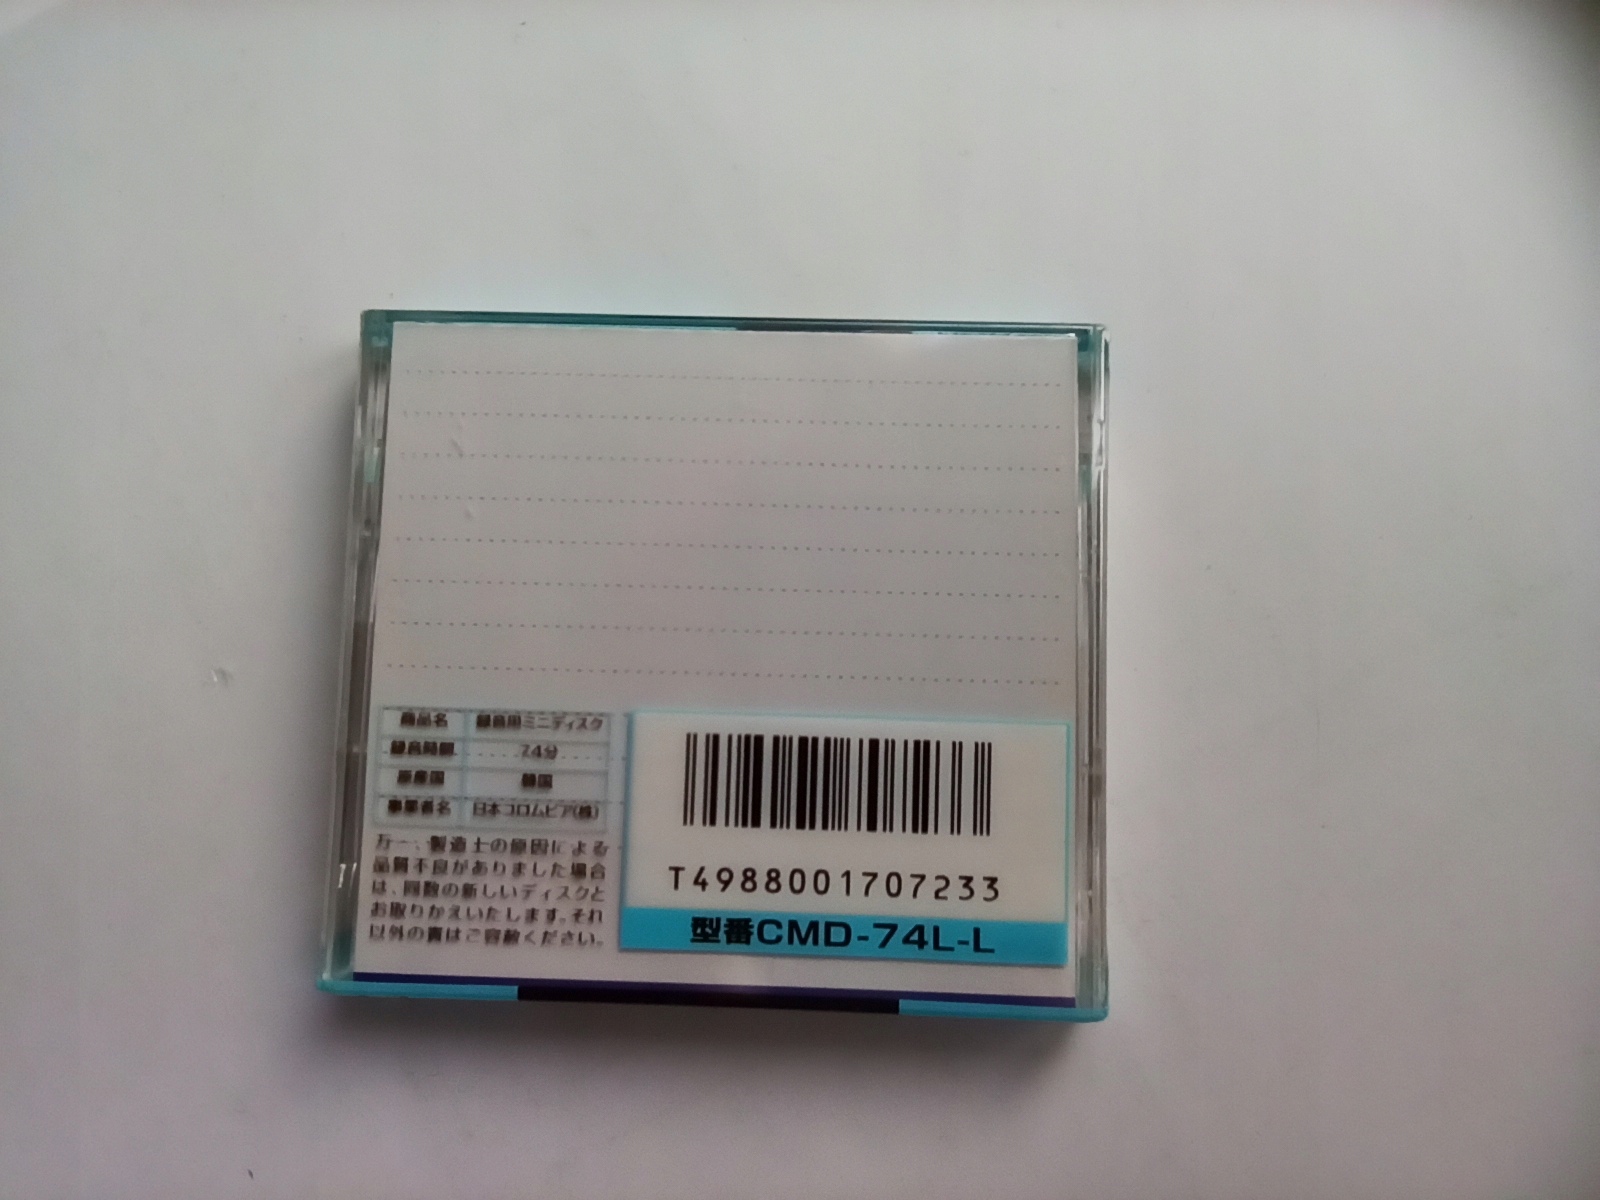 商品名 録音用ミニディスク
録音時間 74分
原産国 韓国
事業者名 日本コロムビア(株)
万一、製造上の原因による
品質不良がありました場合
は、同数の新しいディスクと
お取りかえいたします。それ
以外の責はご容赦ください。
T4988001707233
型番CMD-74L-L